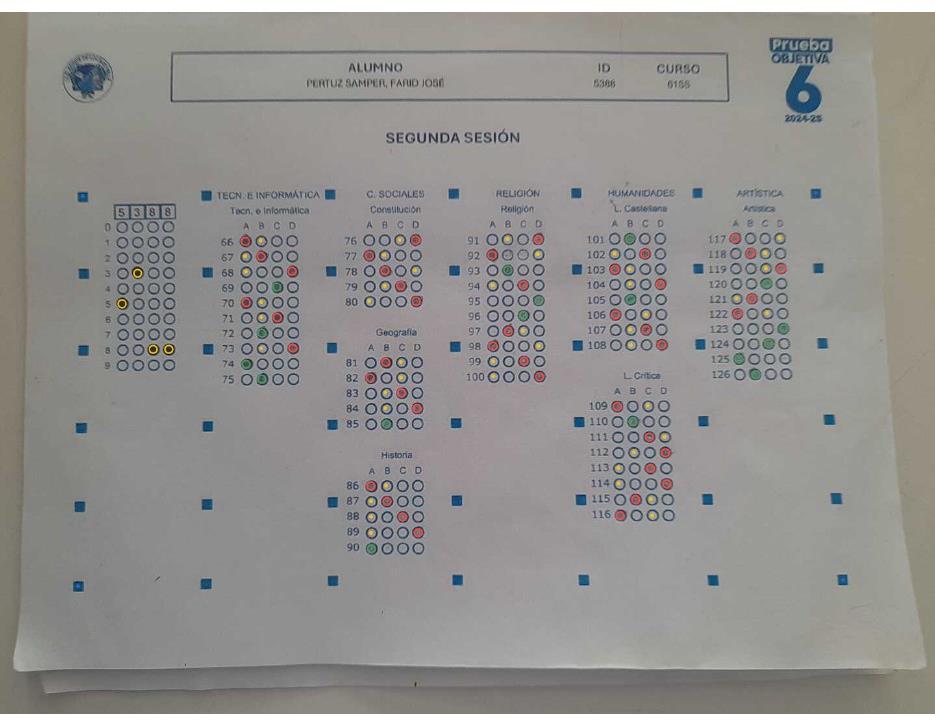 Prueba
OBJETIVA
6
2024-25
ALUMNO ID CURSO
PERTUZ SAMPER, FARID JOSÉ 5388 6155
SEGUNDA SESIÓN
5 3 8 8
0
1
2
3
4
5
6
7
8
9
TECN. E INFORMÁTICA
Tecn. e Informática
A B C D
66
67
68
69
70
71
72
73
74
75
C. SOCIALES
Constitución
A B C D
76
77
78
79
80
Geografía
A B C D
81
82
83
84
85
Historia
A B C D
86
87
88
89
90
RELIGIÓN
Religión
A B C D
91
92
93
94
95
96
97
98
99
100
HUMANIDADES
L. Castellana
A B C D
101
102
103
104
105
106
107
108
L. Crítica
A B C D
109
110
111
112
113
114
115
116
ARTÍSTICA
Artística
A B C D
117
118
119
120
121
122
123
124
125
126